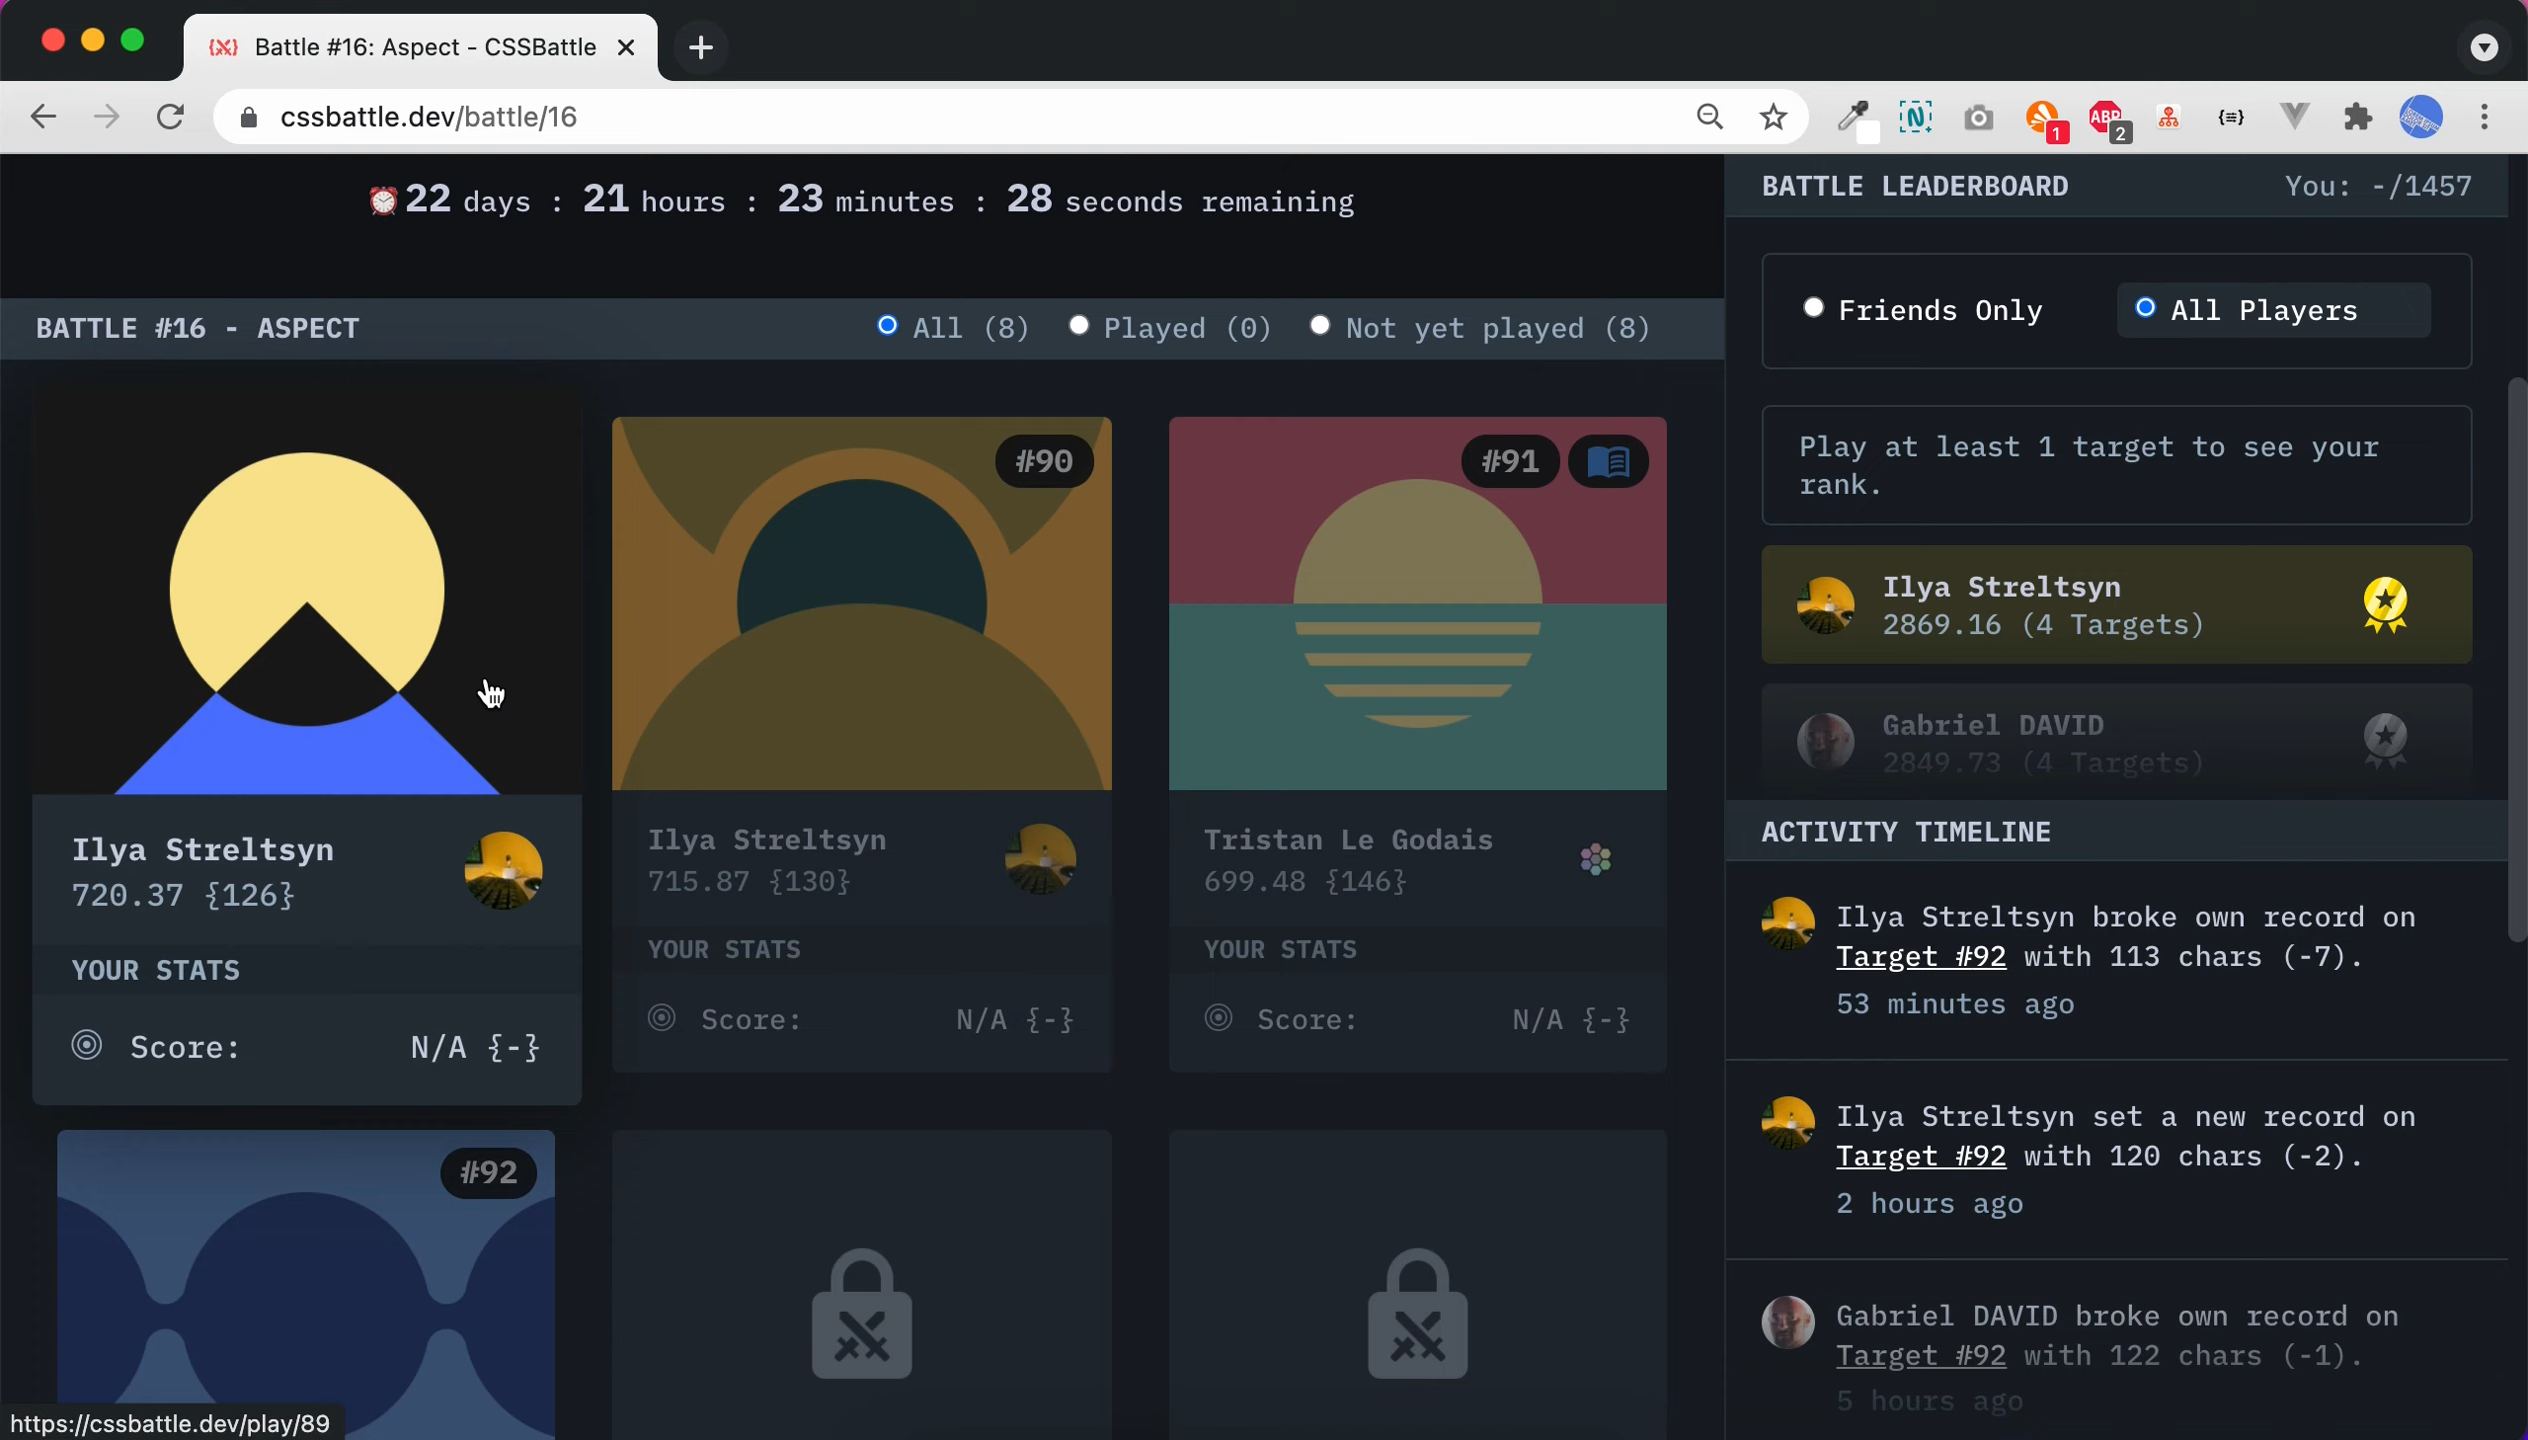 Battle #16: Aspect - CSSBattle
cssbattle.dev/battle/16
1
ABP
2
22 days : 21 hours : 23 minutes : 28 seconds remaining
BATTLE #16 - ASPECT
All (8)
Played (0)
Not yet played (8)
#90
#91
Ilya Streltsyn
720.37 {126}
YOUR STATS
Score:
N/A {-}
Ilya Streltsyn
715.87 {130}
YOUR STATS
Score:
N/A {-}
Tristan Le Godais
699.48 {146}
YOUR STATS
Score:
N/A {-}
#92
BATTLE LEADERBOARD
You: -/1457
Friends Only
All Players
Play at least 1 target to see your
rank.
Ilya Streltsyn
2869.16 (4 Targets)
Gabriel DAVID
2849.73 (4 Targets)
ACTIVITY TIMELINE
Ilya Streltsyn broke own record on
Target #92 with 113 chars (-7).
53 minutes ago
Ilya Streltsyn set a new record on
Target #92 with 120 chars (-2).
2 hours ago
Gabriel DAVID broke own record on
Target #92 with 122 chars (-1).
5 hours ago
https://cssbattle.dev/play/89